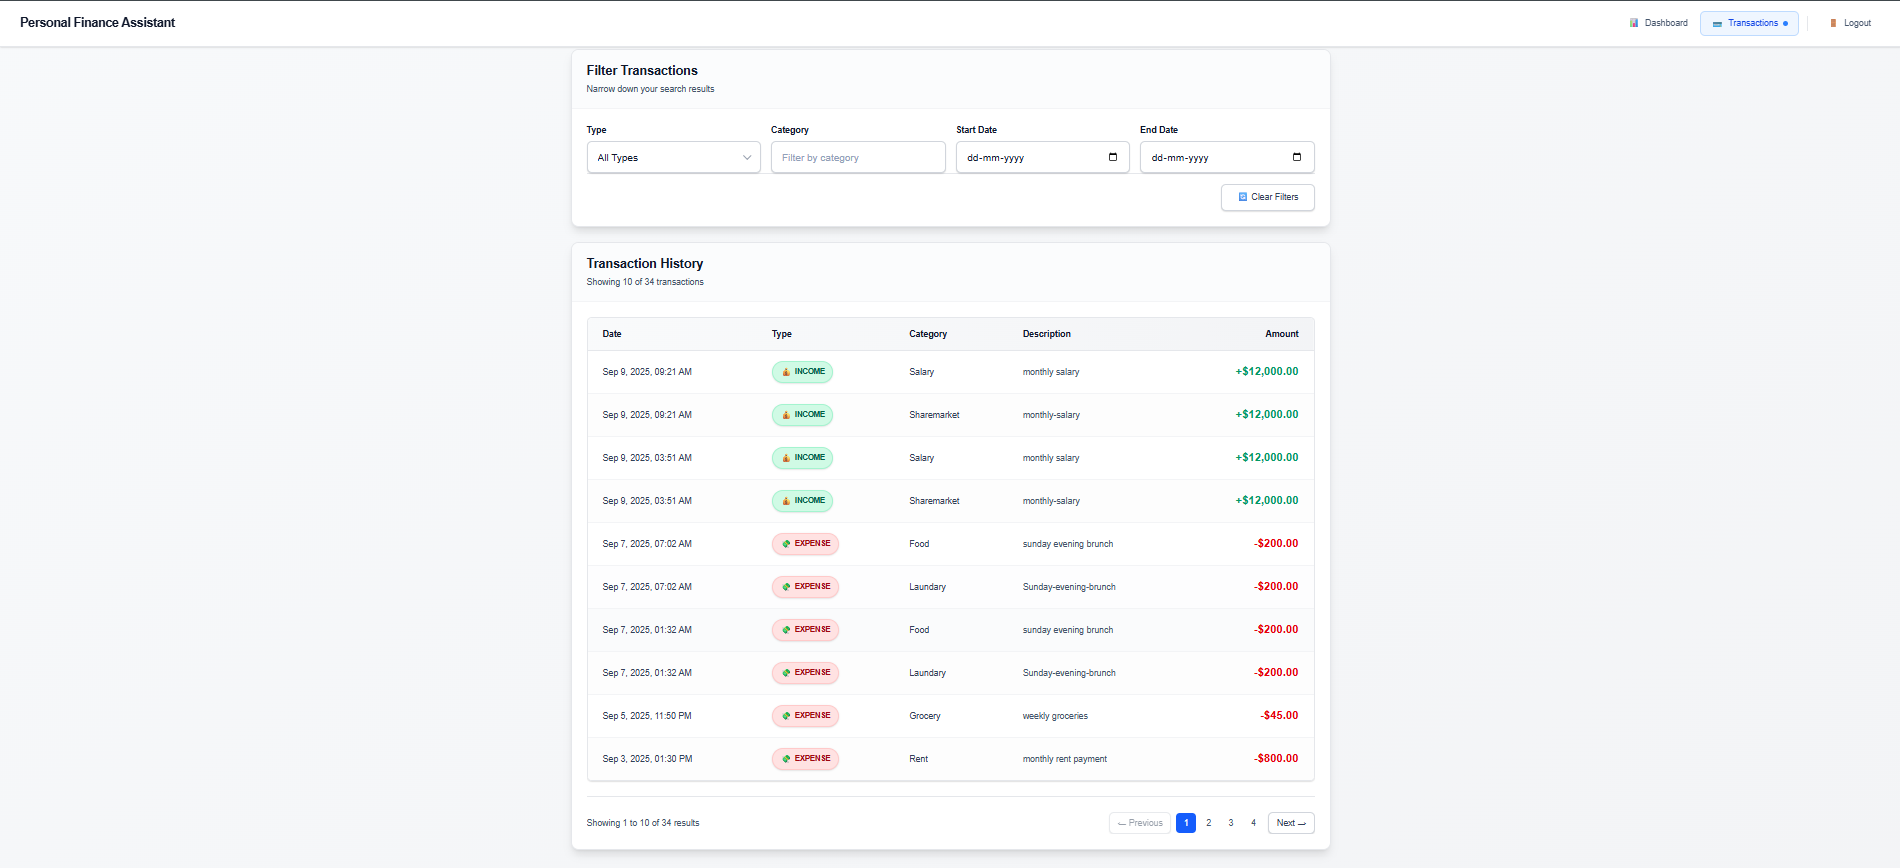 Personal Finance Assistant
Dashboard
Transactions
Logout
Filter Transactions
Narrow down your search results
Type Category Start Date End Date
All Types Filter by category dd-mm-yyyy dd-mm-yyyy
Clear Filters
Transaction History
Showing 10 of 34 transactions
Date Type Category Description Amount
Sep 9, 2025, 09:21 AM INCOME Salary monthly salary +$12,000.00
Sep 9, 2025, 09:21 AM INCOME Sharemarket monthly-salary +$12,000.00
Sep 9, 2025, 03:51 AM INCOME Salary monthly salary +$12,000.00
Sep 9, 2025, 03:51 AM INCOME Sharemarket monthly-salary +$12,000.00
Sep 7, 2025, 07:02 AM EXPENSE Food sunday evening brunch -$200.00
Sep 7, 2025, 07:02 AM EXPENSE Laundary Sunday-evening-brunch -$200.00
Sep 7, 2025, 01:32 AM EXPENSE Food sunday evening brunch -$200.00
Sep 7, 2025, 01:32 AM EXPENSE Laundary Sunday-evening-brunch -$200.00
Sep 5, 2025, 11:50 PM EXPENSE Grocery weekly groceries -$45.00
Sep 3, 2025, 01:30 PM EXPENSE Rent monthly rent payment -$800.00
Showing 1 to 10 of 34 results
Previous 1 2 3 4 Next